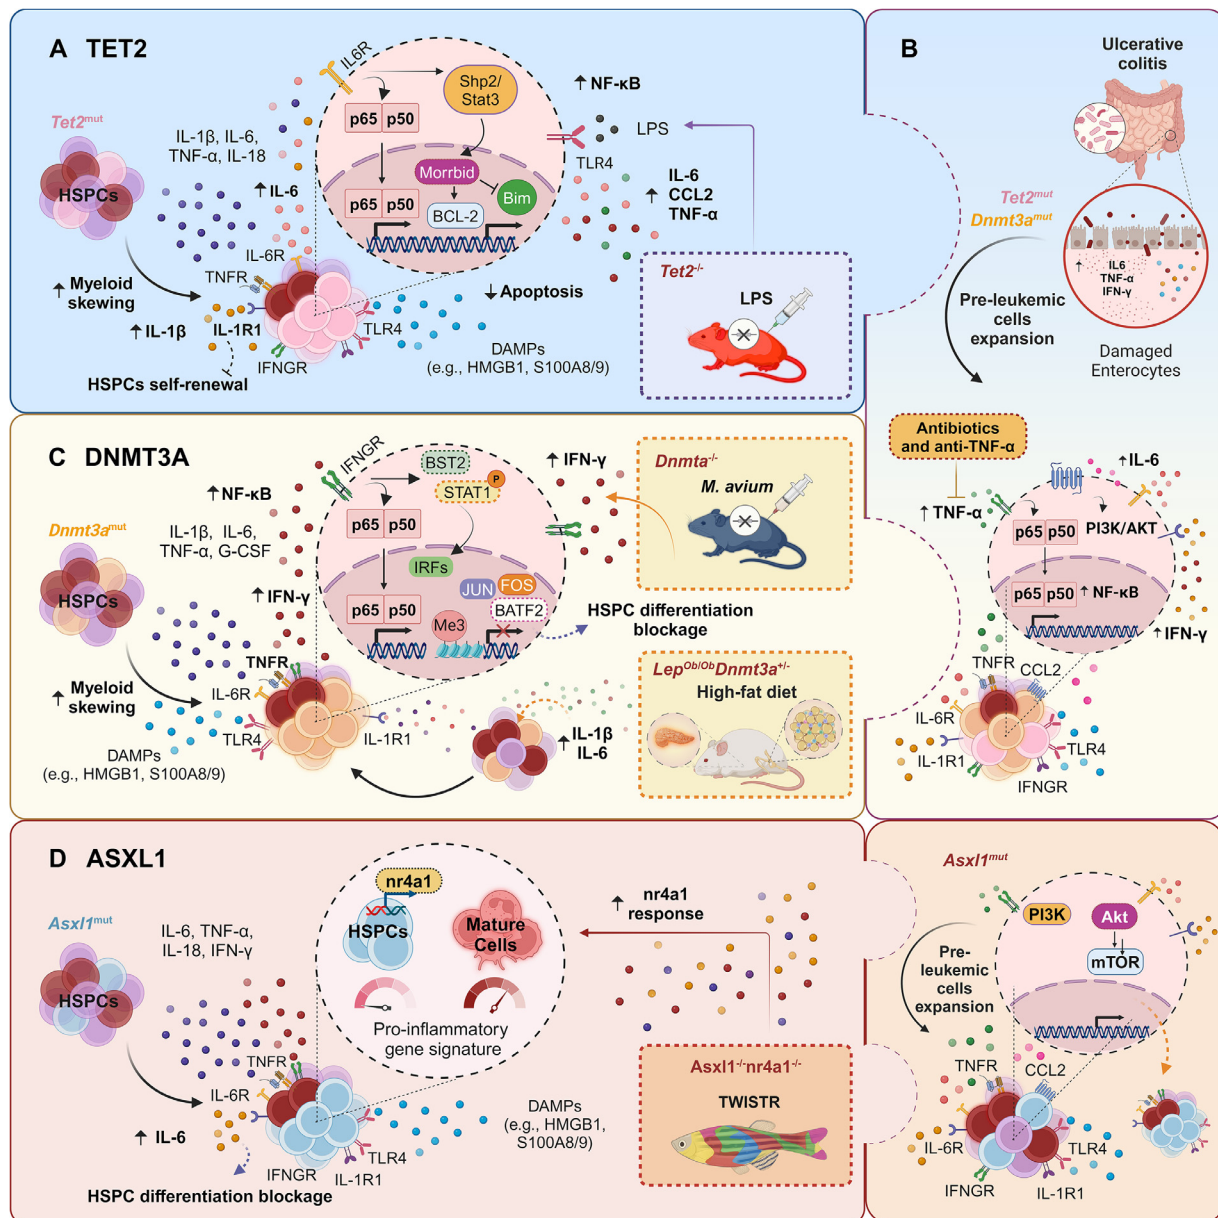 A TET2
Tet2mut
HSPCs
IL-1β, IL-6,
TNF-α, IL-18
↑ IL-6
IL6R
Shp2/
Stat3
p65 p50
Morrbid
Bim
p65 p50
BCL-2
↑ NF-κB
LPS
TLR4
IL-6
↑ CCL2
TNF-α
IL-6R
TNFR
↑ Myeloid
skewing
↑ IL-1β
IL-1R1
IFNGR
TLR4
HSPCs self-renewal
↓ Apoptosis
DAMPs
(e.g., HMGB1, S100A8/9)
Tet2-/-
LPS
B
Ulcerative
colitis
Tet2mut
Dnmt3amut
↑ IL6
TNF-α
IFN-γ
Pre-leukemic
cells
expansion
Damaged
Enterocytes
Antibiotics
and anti-TNF-α
↑ IL-6
↑ TNF-α
p65 p50
PI3K/AKT
p65 p50
↑ NF-κB
↑ IFN-γ
TNFR
CCL2
IL-6R
IL-1R1
TLR4
IFNGR
C DNMT3A
↑ NF-κB
Dnmt3amut
HSPCs
IL-1β, IL-6,
TNF-α, G-CSF
↑ IFN-γ
IFNGR
BST2
STAT1
P
p65 p50
IRFs
JUN
FOS
BATF2
p65 p50
Me3
↑ IFN-γ
Dnmta-/-
M. avium
HSPC differentiation
blockage
TNFR
IL-6R
↑ Myeloid
skewing
TLR4
IL-1R1
DAMPs
(e.g., HMGB1, S100A8/9)
↑ IL-1β
IL-6
LepOb/ObDnmt3a+/-
High-fat diet
D ASXL1
Asxl1mut
HSPCs
IL-6, TNF-α,
IL-18, IFN-γ
nr4a1
HSPCs
Mature
Cells
Pro-inflammatory
gene signature
↑ nr4a1
response
TNFR
IL-6R
↑ IL-6
IFNGR
IL-1R1
TLR4
HSPC differentiation blockage
DAMPs
(e.g., HMGB1,
S100A8/9)
Asxl1-/-nr4a1-/-
TWISTR
Asxl1mut
PI3K
Akt
mTOR
Pre-
leukemic
cells
expansion
TNFR
CCL2
IL-6R
TLR4
IFNGR
IL-1R1